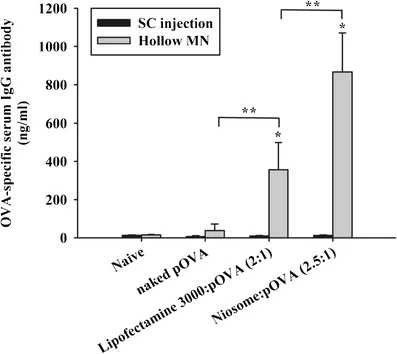 OVA-specific serum IgG antibody
(ng/ml)
1200
1000
800
600
400
200
0
SC injection
Hollow MN
**
*
**
*
Naive
naked pOVA
Lipofectamine 3000:pOVA (2:1)
Niosome:pOVA (2.5:1)